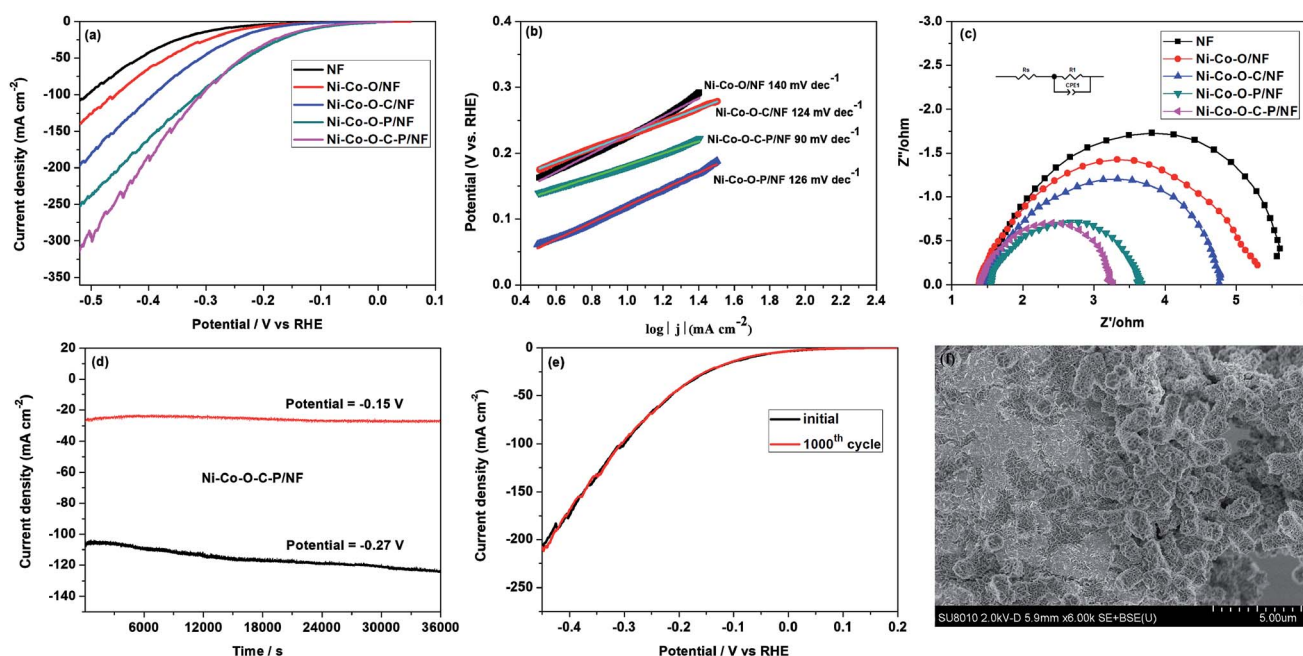 (a)
0
-50
-100
-150
-200
-250
-300
-350
Current density (mA cm-2)
NF
Ni-Co-O/NF
Ni-Co-O-C/NF
Ni-Co-O-P/NF
Ni-Co-O-C-P/NF
-0.5 -0.4 -0.3 -0.2 -0.1 0.0 0.1
Potential / V vs RHE
(b)
0.4
0.3
0.2
0.1
0.0
Potential (V vs. RHE)
Ni-Co-O/NF 140 mV dec-1
Ni-Co-O-C/NF 124 mV dec-1
Ni-Co-O-C-P/NF 90 mV dec-1
Ni-Co-O-P/NF 126 mV dec-1
0.4 0.6 0.8 1.0 1.2 1.4 1.6 1.8 2.0 2.2 2.4
log | j | (mA cm-2)
(c)
-3.0
-2.5
-2.0
-1.5
-1.0
-0.5
0.0
Z''/ohm
Rs R1
CPE1
NF
Ni-Co-O/NF
Ni-Co-O-C/NF
Ni-Co-O-P/NF
Ni-Co-O-C-P/NF
1 2 3 4 5 6
Z'/ohm
(d)
20
0
-20
-40
-60
-80
-100
-120
-140
Current density (mA cm-2)
Potential = -0.15 V
Ni-Co-O-C-P/NF
Potential = -0.27 V
6000 12000 18000 24000 30000 36000
Time / s
(e)
0
-50
-100
-150
-200
-250
Current density (mA cm-2)
initial
1000th cycle
-0.4 -0.3 -0.2 -0.1 0.0 0.1 0.2
Potential / V vs RHE
(f)
SU8010 2.0kV-D 5.9mm x6.00k SE+BSE(U) 5.00um